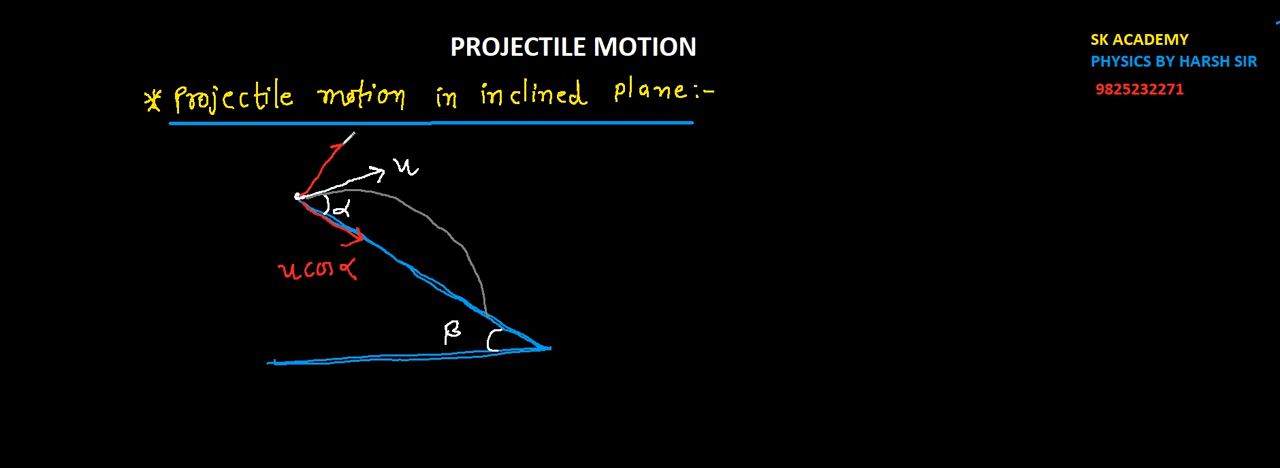 PROJECTILE MOTION
SK ACADEMY
PHYSICS BY HARSH SIR
9825232271
* Projectile motion in inclined plane:-
u
α
u cos α
β